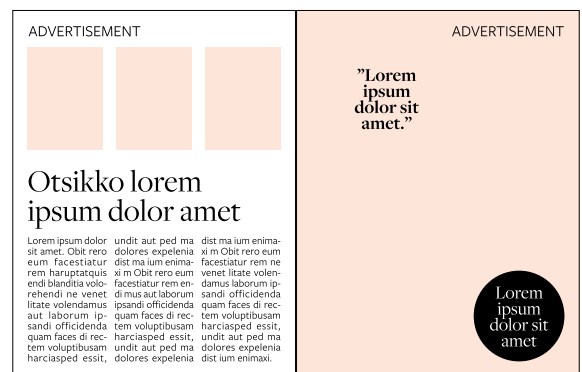 ADVERTISEMENT
Otsikko lorem
ipsum dolor amet
Lorem ipsum dolor
sit amet. Obit rero
eum facestiatur
rem haruptatquis
endi blanditia volo-
rehendi ne venet
litate volendamus
aut laborum ip-
sandi officidenda
quam faces di rec-
tem voluptibusam
harciasped essit,
undit aut ped ma
dolores expelenia
dist ma ium enima-
xi m Obit rero eum
facestiatur rem en-
di mus aut laborum
ipsandi officidenda
quam faces di rec-
tem voluptibusam
harciasped essit,
undit aut ped ma
dolores expelenia
dist ma ium enima-
xi m Obit rero eum
facestiatur rem ne
venet litate volen-
damus laborum ip-
sandi officidenda
quam faces di rec-
tem voluptibusam
harciasped essit,
undit aut ped ma
dolores expelenia
dist ium enimaxi.
ADVERTISEMENT
”Lorem
ipsum
dolor sit
amet.”
Lorem
ipsum
dolor sit
amet